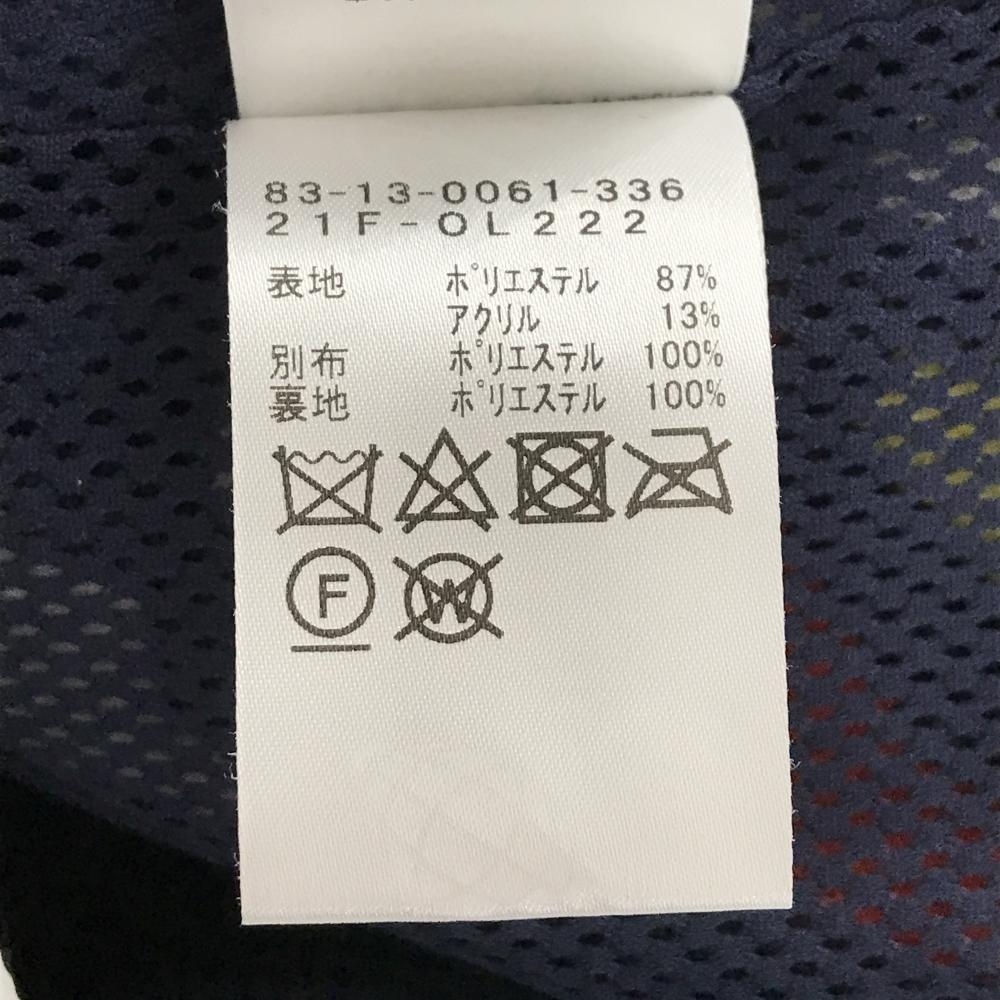 83-13-0061-336
21F-OL222
表地 ポリエステル 87%
アクリル 13%
別布 ポリエステル 100%
裏地 ポリエステル 100%
F W